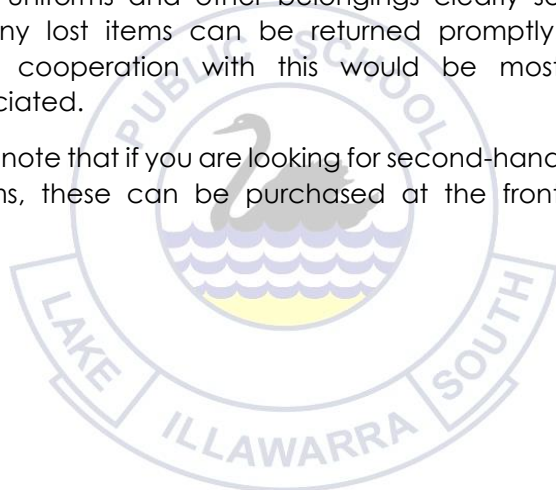 uniforms and other belongings clearly
ny lost items can be returned promptly
cooperation with this would be most
ciated.
note that if you are looking for second-hand
ns, these can be purchased at the front
PUBLIC SCHOOL
LAKE ILLAWARRA SOUTH